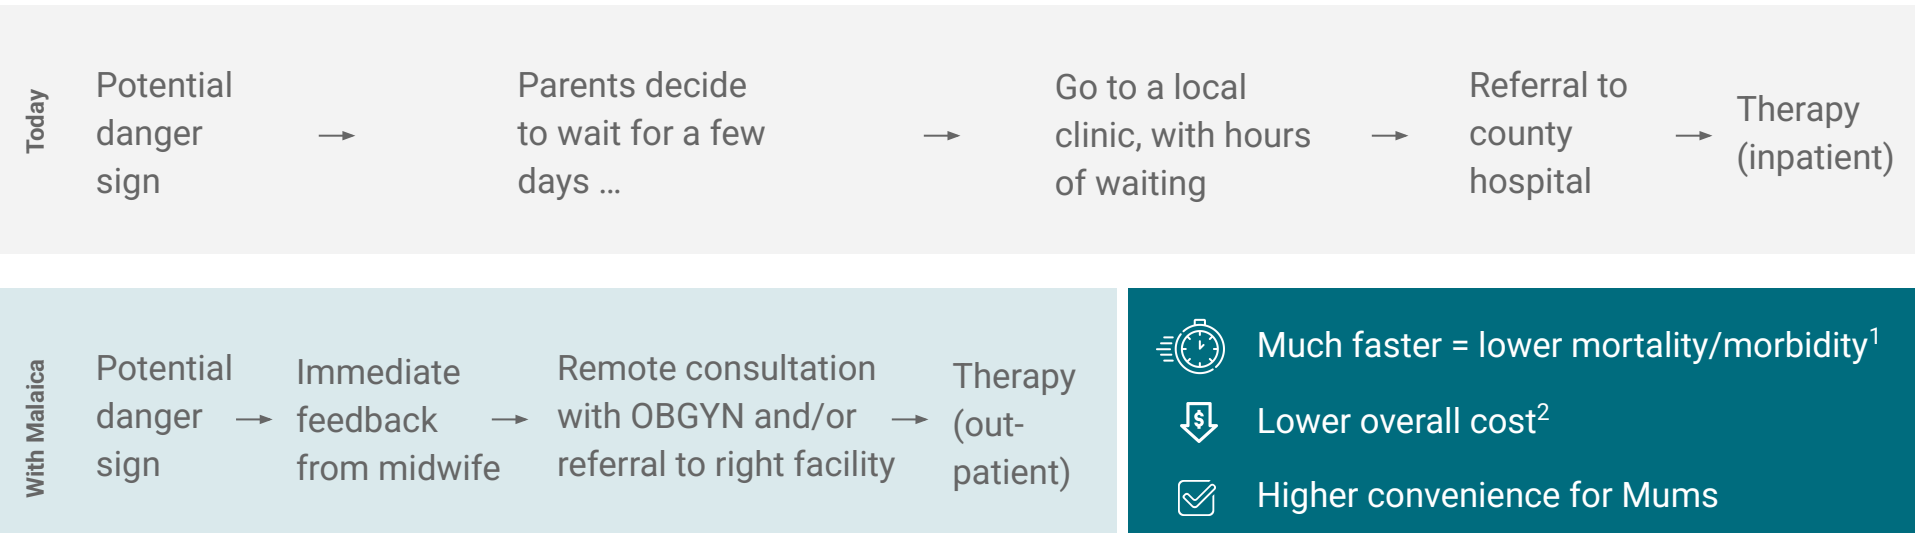 Today
Potential
danger
sign
Parents decide
to wait for a few
days ...
Go to a local
clinic, with hours
of waiting
Referral to
county
hospital
Therapy
(inpatient)
With Malaica
Potential
danger
sign
Immediate
feedback
from midwife
Remote consultation
with OBGYN and/or
referral to right facility
Therapy
(out-
patient)
Much faster = lower mortality/morbidity¹
$
Lower overall cost²
Higher convenience for Mums